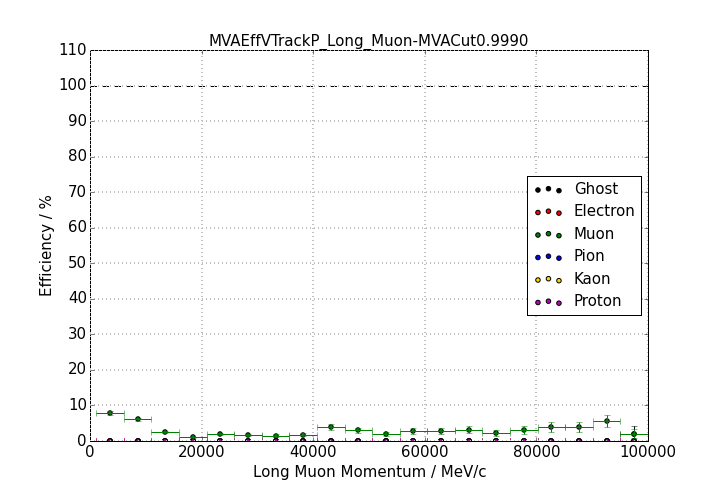 MVAEffVTrackP_Long_Muon-MVACut0.9990
110
100
90
80
70
60
50
40
30
20
10
0
Efficiency / %
Ghost
Electron
Muon
Pion
Kaon
Proton
0 20000 40000 60000 80000 100000
Long Muon Momentum / MeV/c